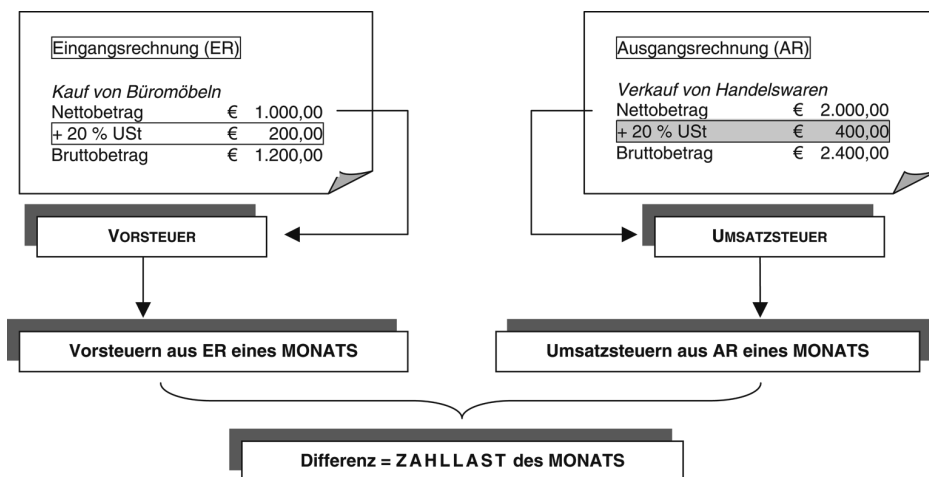 Eingangsrechnung (ER)
Kauf von Büromöbeln
Nettobetrag € 1.000,00
+ 20 % USt € 200,00
Bruttobetrag € 1.200,00
Ausgangsrechnung (AR)
Verkauf von Handelswaren
Nettobetrag € 2.000,00
+ 20 % USt € 400,00
Bruttobetrag € 2.400,00
VORSTEUER
UMSATZSTEUER
Vorsteuern aus ER eines MONATS
Umsatzsteuern aus AR eines MONATS
Differenz = ZAHLLAST des MONATS